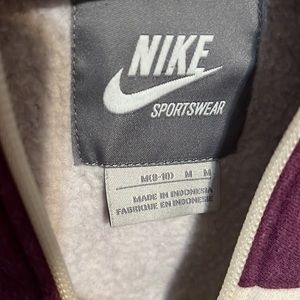 NIKE
SPORTSWEAR
M(8-10) M M
MADE IN INDONESIA
FABRIQUE EN INDONESIE